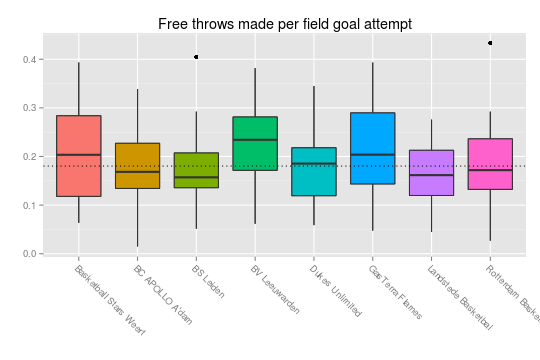 Free throws made per field goal attempt
0.4
0.3
0.2
0.1
0.0
Basketball Stars Weert
BC APOLLO A'dam
BS Leiden
BV Leeuwarden
Dukes Unlimited
GasTerra Flames
Landstede Basketbal
Rotterdam